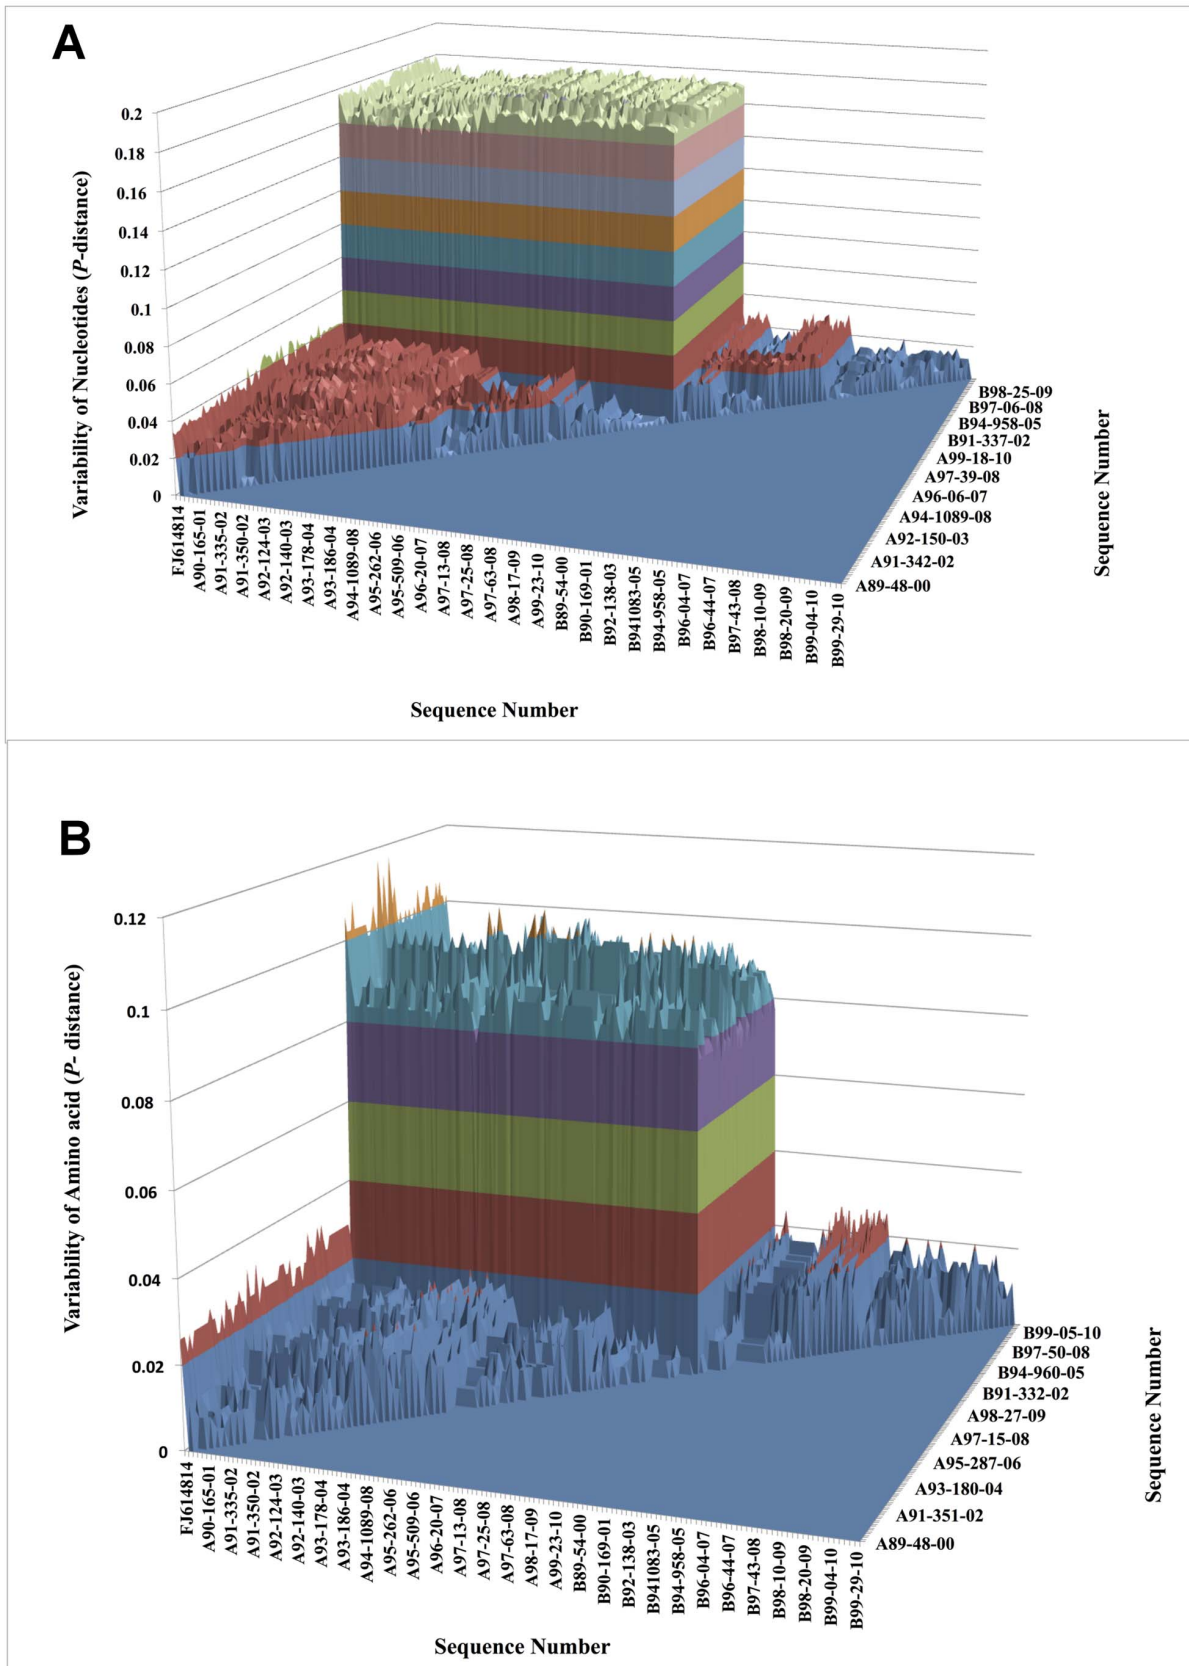 A
0.2
0.18
0.16
0.14
0.12
0.1
0.08
0.06
0.04
0.02
0
Variability of Nucleotides (P-distance)
FJ614814
A90-165-01
A91-335-02
A91-350-02
A92-124-03
A92-140-03
A93-178-04
A93-186-04
A94-1089-08
A95-262-06
A95-509-06
A96-20-07
A97-13-08
A97-25-08
A97-63-08
A98-17-09
A99-23-10
B89-54-00
B90-169-01
B92-138-03
B941083-05
B94-958-05
B96-04-07
B96-44-07
B97-43-08
B98-10-09
B98-20-09
B99-04-10
B99-29-10
Sequence Number
B98-25-09
B97-06-08
B94-958-05
B91-337-02
A99-18-10
A97-39-08
A96-06-07
A94-1089-08
A92-150-03
A91-342-02
A89-48-00
Sequence Number
B
0.12
0.1
0.08
0.06
0.04
0.02
0
Variability of Amino acid (P- distance)
FJ614814
A90-165-01
A91-335-02
A91-350-02
A92-124-03
A92-140-03
A93-178-04
A93-186-04
A94-1089-08
A95-262-06
A95-509-06
A96-20-07
A97-13-08
A97-25-08
A97-63-08
A98-17-09
A99-23-10
B89-54-00
B90-169-01
B92-138-03
B941083-05
B94-958-05
B96-04-07
B96-44-07
B97-43-08
B98-10-09
B98-20-09
B99-04-10
B99-29-10
Sequence Number
B99-05-10
B97-50-08
B94-960-05
B91-332-02
A98-27-09
A97-15-08
A95-287-06
A93-180-04
A91-351-02
A89-48-00
Sequence Number